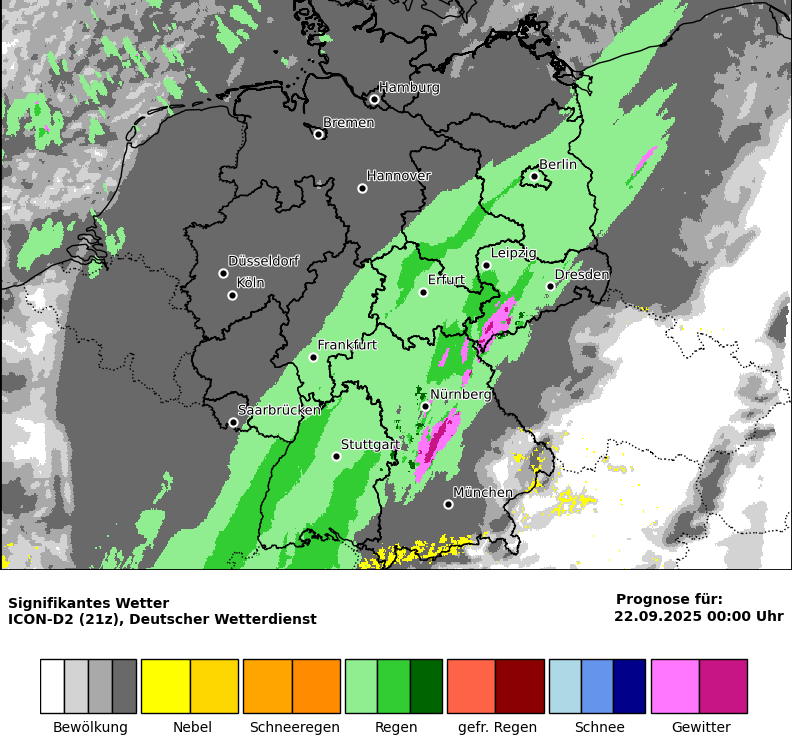 Hamburg
Bremen
Hannover
Berlin
Düsseldorf
Köln
Leipzig
Erfurt
Dresden
Frankfurt
Nürnberg
Saarbrücken
Stuttgart
München
Signifikantes Wetter
ICON-D2 (21z), Deutscher Wetterdienst
Prognose für:
22.09.2025 00:00 Uhr
Bewölkung Nebel Schneeregen Regen gefr. Regen Schnee Gewitter